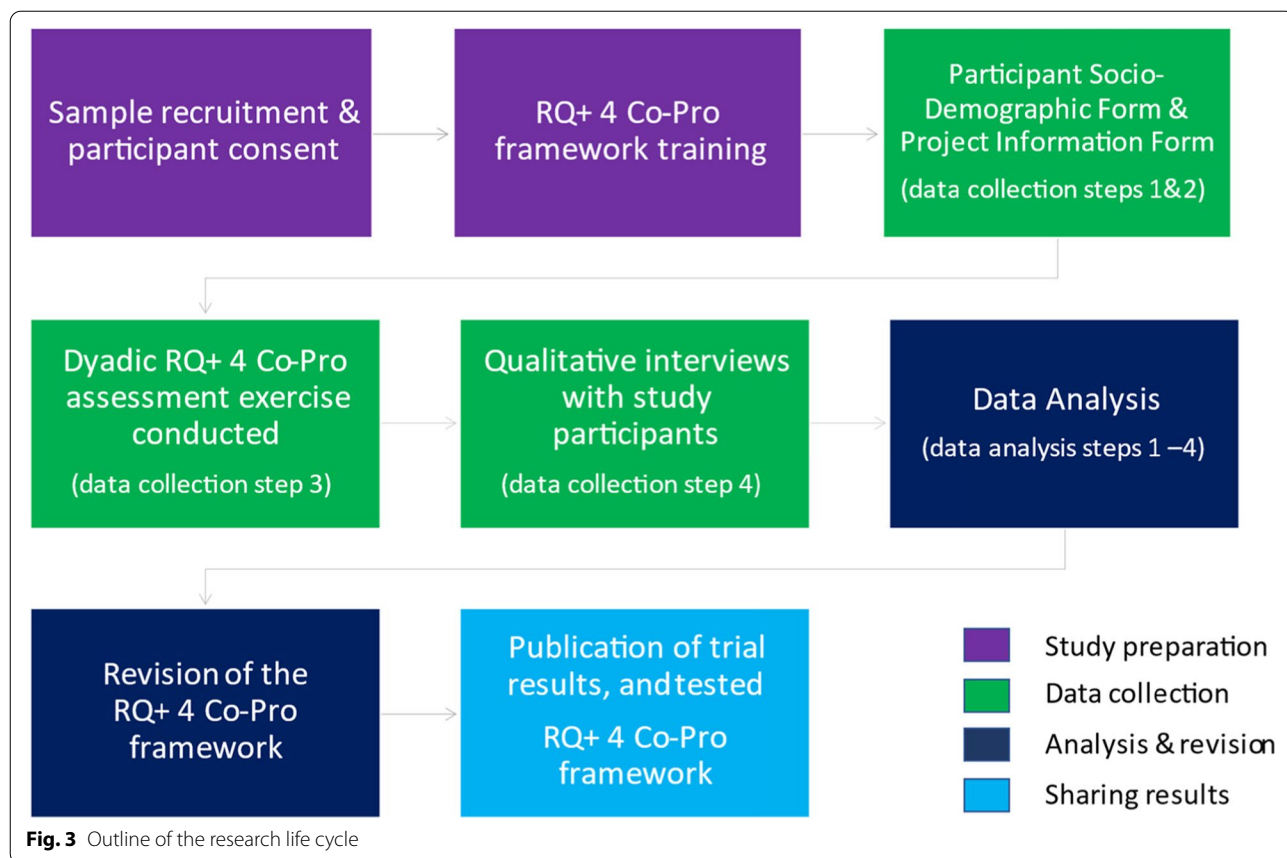 Sample recruitment &
participant consent
RQ+ 4 Co-Pro
framework training
Participant Socio-
Demographic Form &
Project Information Form
(data collection steps 1&2)
Dyadic RQ+ 4 Co-Pro
assessment exercise
conducted
(data collection step 3)
Qualitative interviews
with study
participants
(data collection step 4)
Data Analysis
(data analysis steps 1 –4)
Revision of the
RQ+ 4 Co-Pro
framework
Publication of trial
results, and tested
RQ+ 4 Co-Pro
framework
Study preparation
Data collection
Analysis & revision
Sharing results
Fig. 3 Outline of the research life cycle